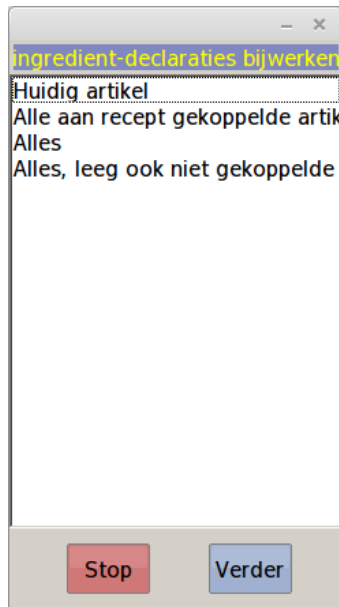 ingredient-declaraties bijwerken
Huidig artikel
Alle aan recept gekoppelde artik
Alles
Alles, leeg ook niet gekoppelde
Stop
Verder